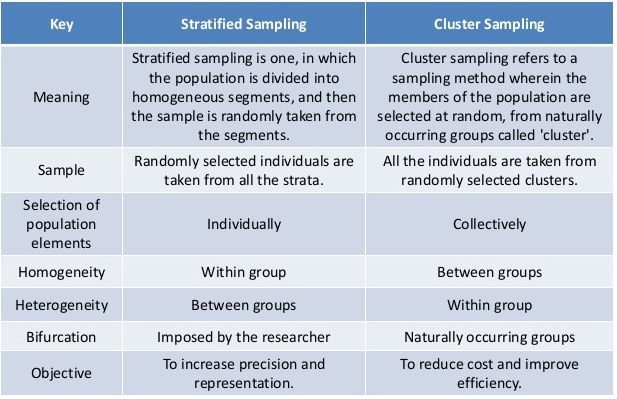 Key
Stratified Sampling
Cluster Sampling
Meaning
Stratified sampling is one, in which
the population is divided into
homogeneous segments, and then
the sample is randomly taken from
the segments.
Cluster sampling refers to a
sampling method wherein the
members of the population are
selected at random, from naturally
occurring groups called 'cluster'.
Sample
Randomly selected individuals are
taken from all the strata.
All the individuals are taken from
randomly selected clusters.
Selection of
population
elements
Individually
Collectively
Homogeneity
Within group
Between groups
Heterogeneity
Between groups
Within group
Bifurcation
Imposed by the researcher
Naturally occurring groups
Objective
To increase precision and
representation.
To reduce cost and improve
efficiency.